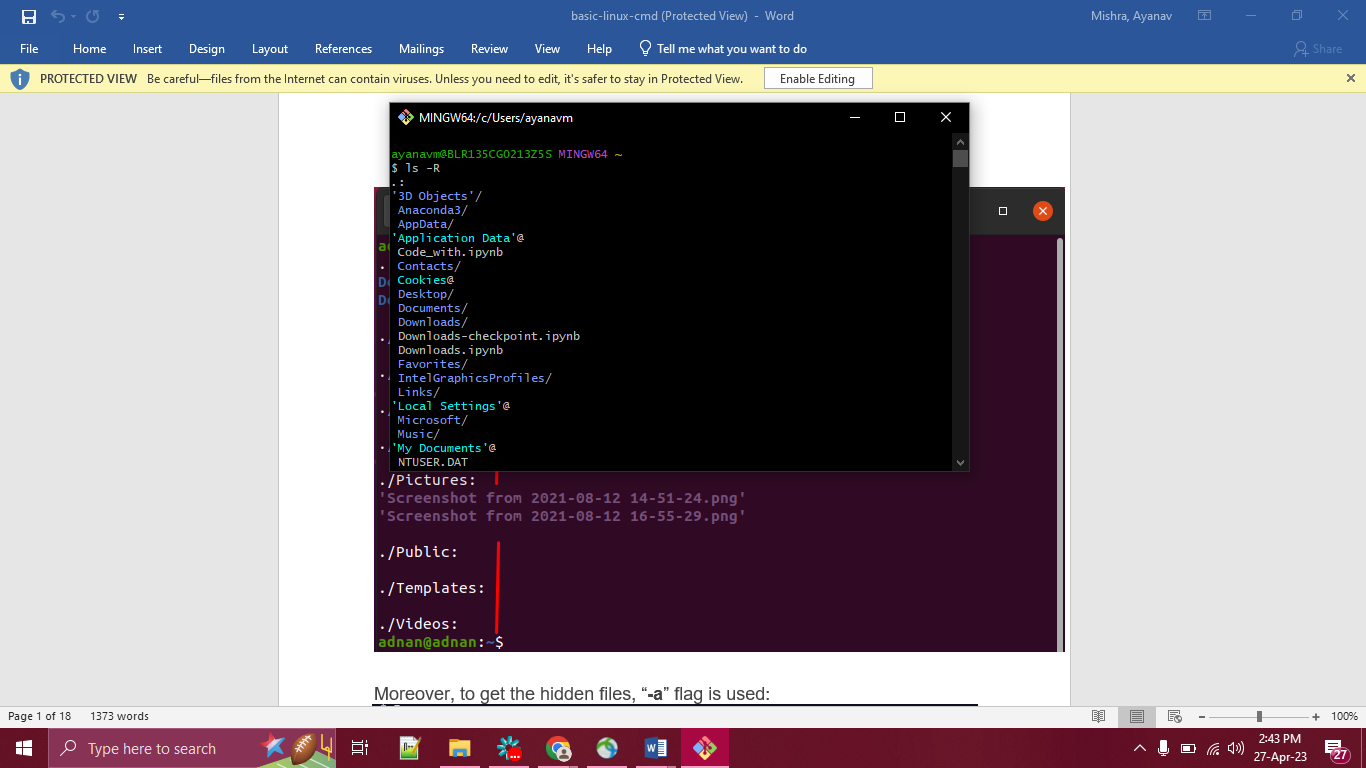 basic-linux-cmd (Protected View) - Word
Mishra, Ayanav
File Home Insert Design Layout References Mailings Review View Help Tell me what you want to do Share
PROTECTED VIEW Be careful—files from the Internet can contain viruses. Unless you need to edit, it's safer to stay in Protected View. Enable Editing
MINGW64:/c/Users/ayanavm
ayanavm@BLR135CGO213Z5S MINGW64 ~
$ ls -R
.:
'3D Objects'/
Anaconda3/
AppData/
'Application Data'@
Code_with.ipynb
Contacts/
Cookies@
Desktop/
Documents/
Downloads/
Downloads-checkpoint.ipynb
Downloads.ipynb
Favorites/
IntelGraphicsProfiles/
Links/
'Local Settings'@
Microsoft/
Music/
'My Documents'@
NTUSER.DAT
./Pictures:
'Screenshot from 2021-08-12 14-51-24.png'
'Screenshot from 2021-08-12 16-55-29.png'
./Public:
./Templates:
./Videos:
adnan@adnan:~$
Moreover, to get the hidden files, “-a” flag is used:
Page 1 of 18 1373 words 100%
Type here to search
2:43 PM
27-Apr-23
27